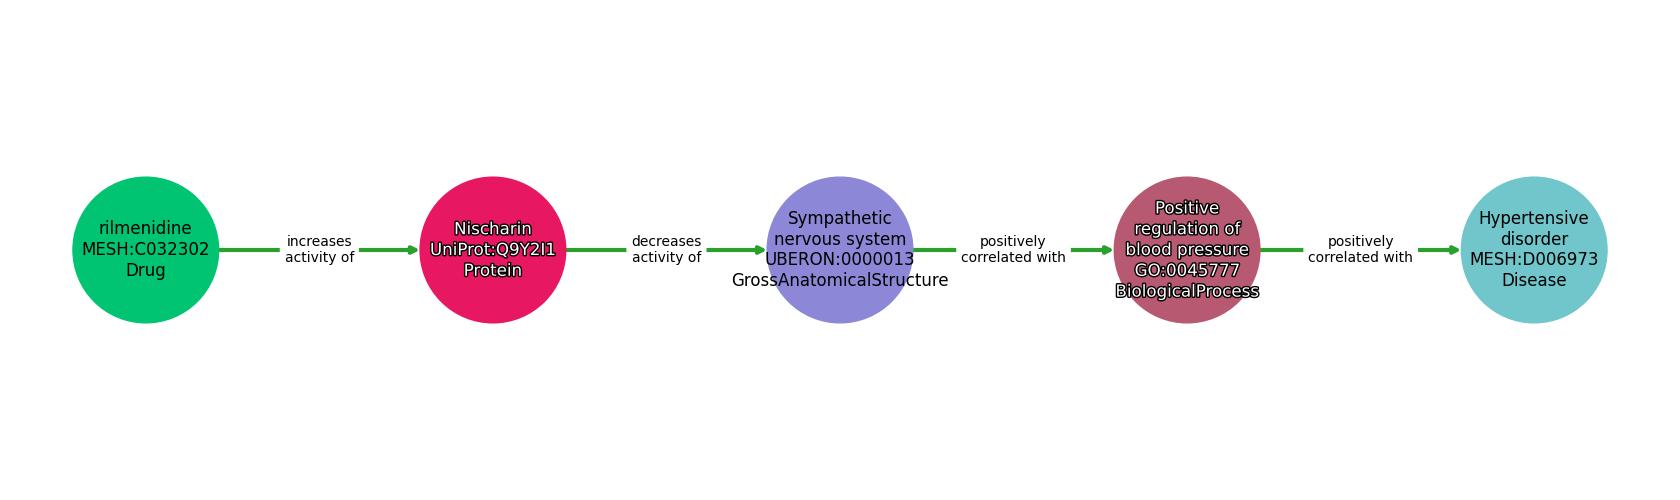 rilmenidine
MESH:C032302
Drug
increases
activity of
Nischarin
UniProt:Q9Y2I1
Protein
decreases
activity of
Sympathetic
nervous system
UBERON:0000013
GrossAnatomicalStructure
positively
correlated with
Positive
regulation of
blood pressure
GO:0045777
BiologicalProcess
positively
correlated with
Hypertensive
disorder
MESH:D006973
Disease